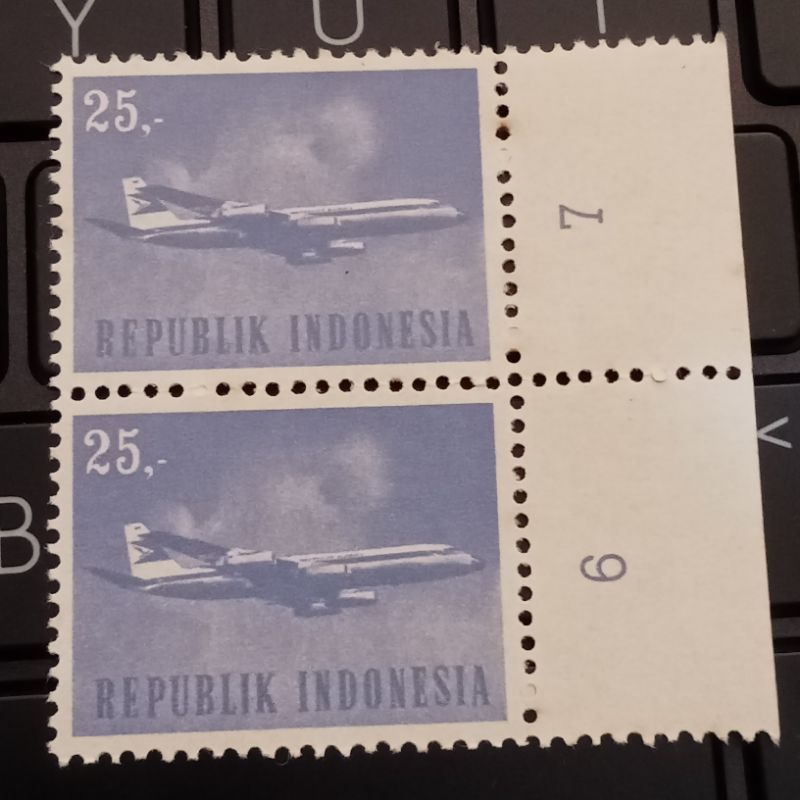 Y U I
25,-
REPUBLIK INDONESIA
7
25,-
REPUBLIK INDONESIA
6
B <